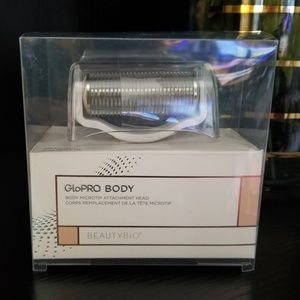 GloPRO BODY
BODY MICROTIP ATTACHMENT HEAD
CORPS REMPLACEMENT DE LA TÊTE MICROTIP
BEAUTYBIO®